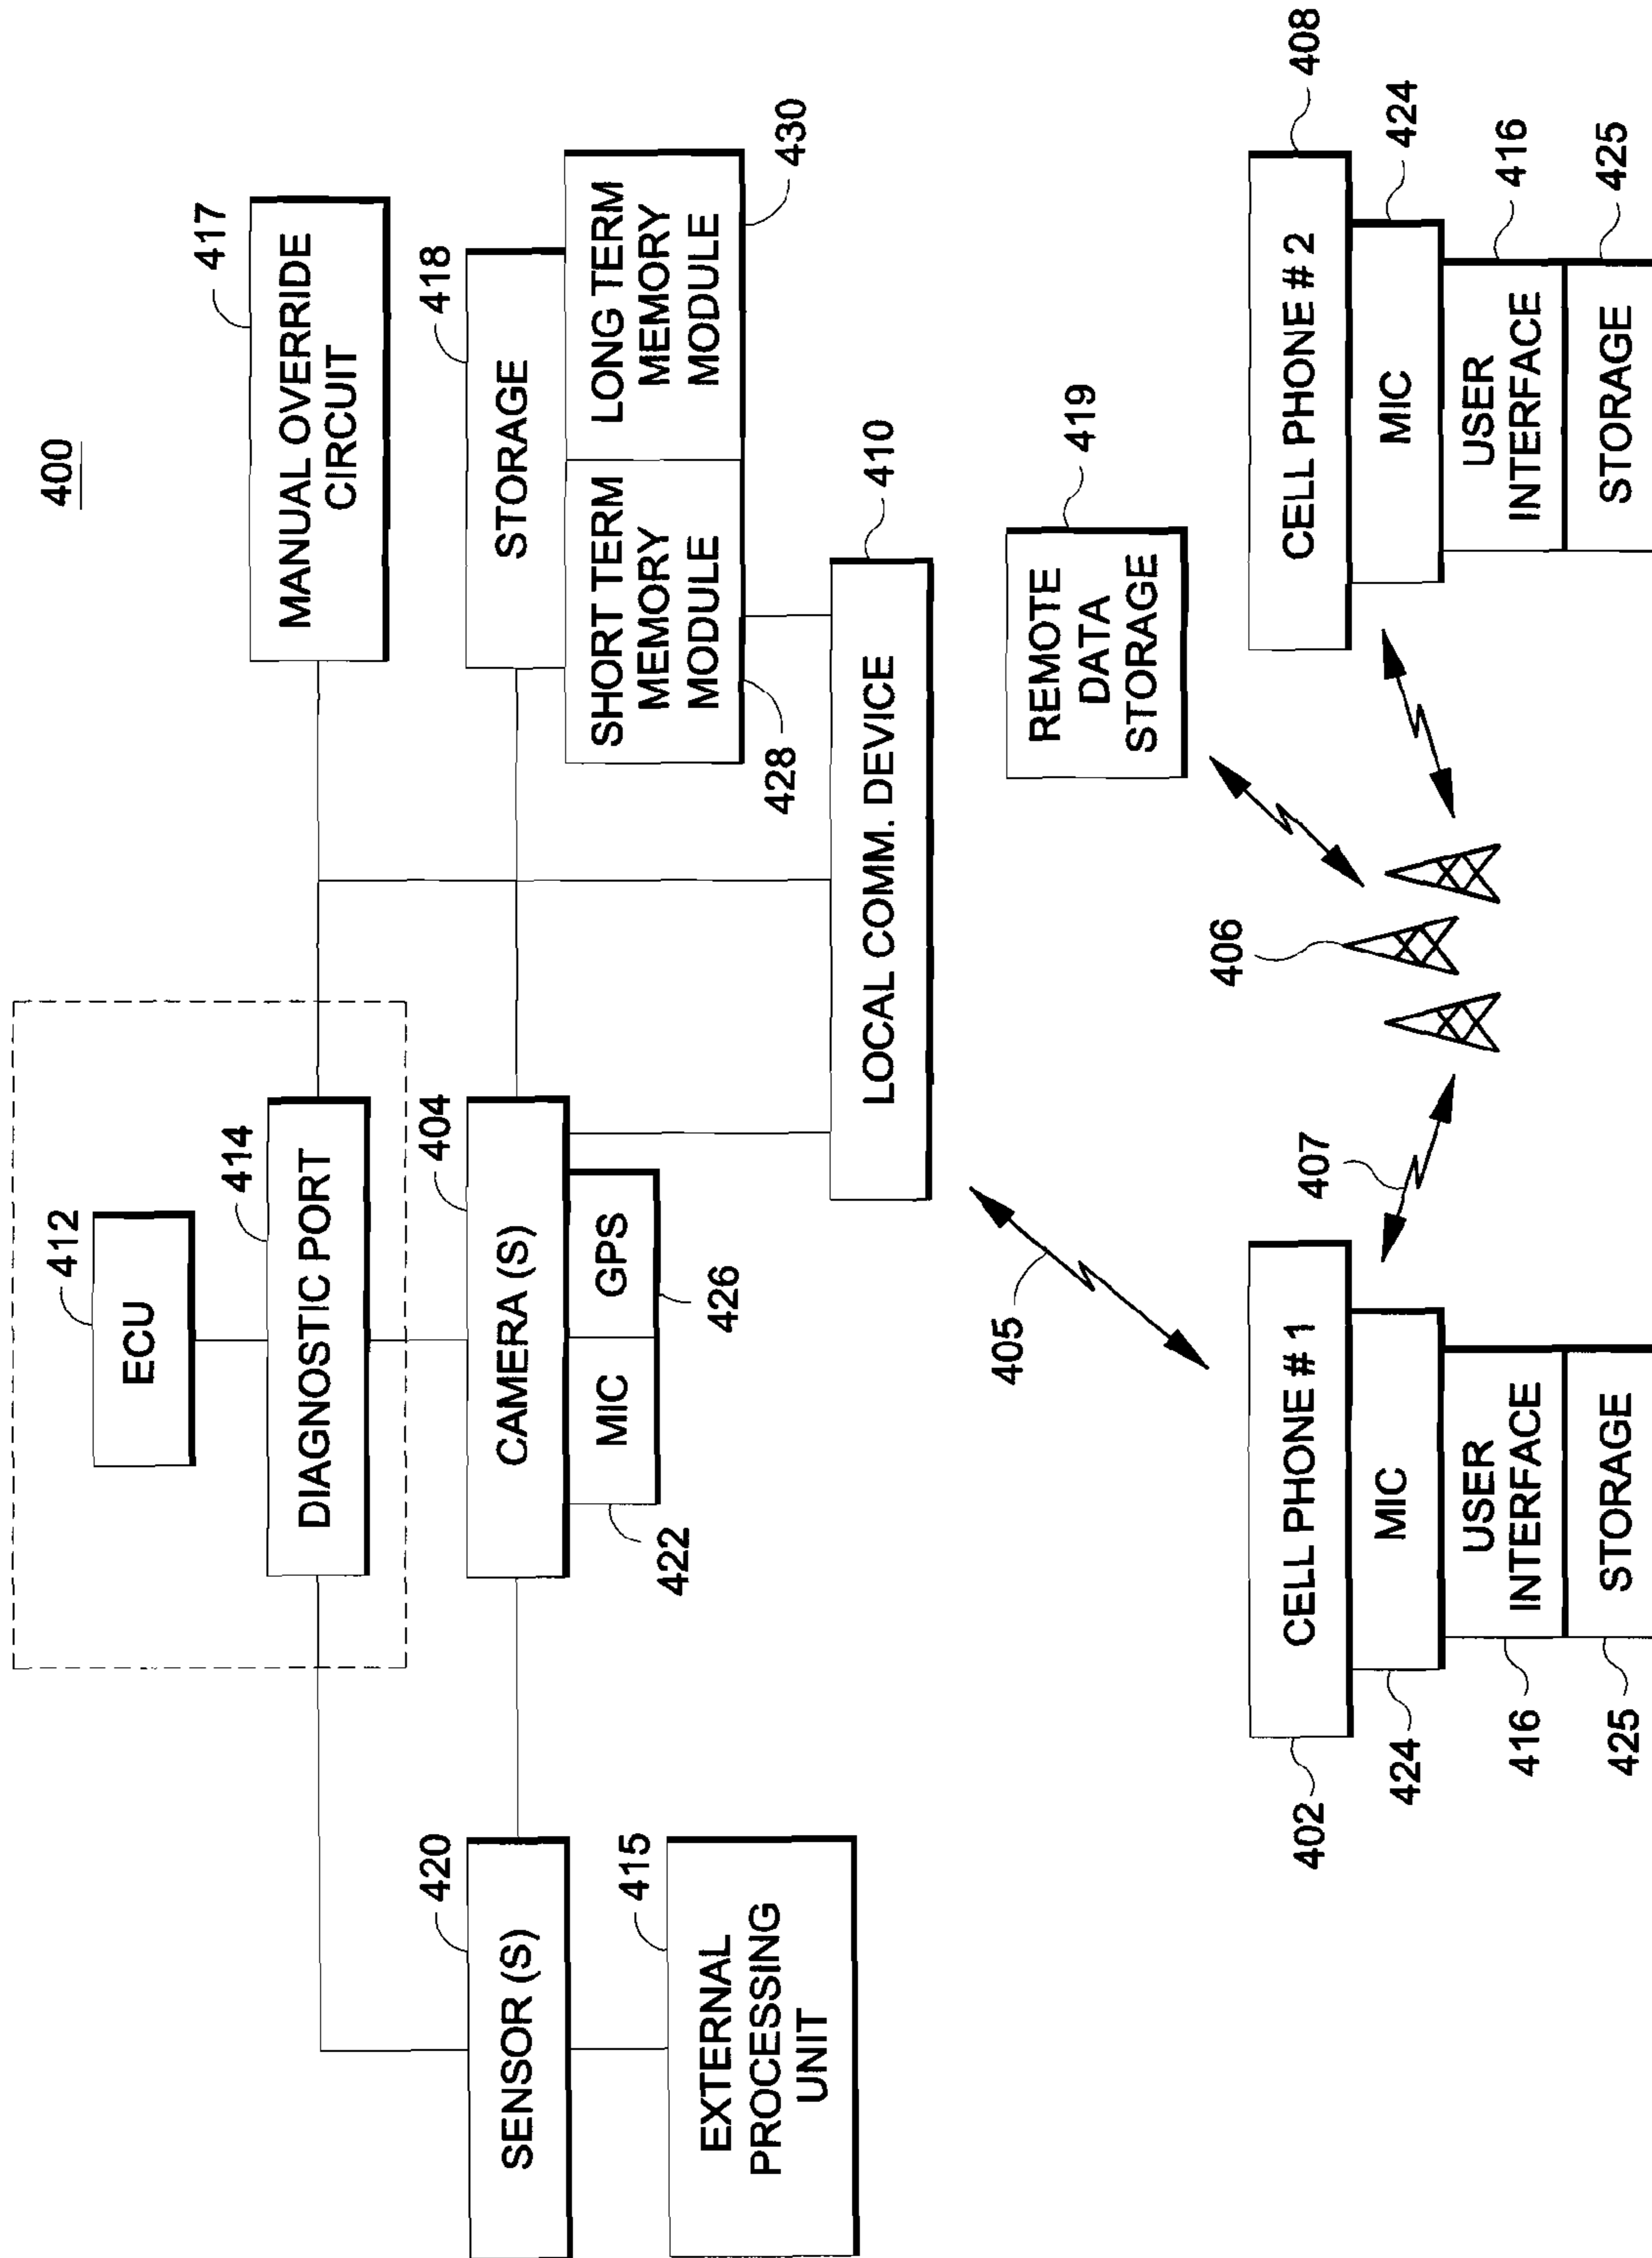 400
412
ECU
414
DIAGNOSTIC PORT
417
MANUAL OVERRIDE
CIRCUIT
420
SENSOR (S)
404
CAMERA (S)
MIC
GPS
422
426
418
STORAGE
SHORT TERM
MEMORY
MODULE
LONG TERM
MEMORY
MODULE
428
430
415
EXTERNAL
PROCESSING
UNIT
410
LOCAL COMM. DEVICE
405
419
REMOTE
DATA
STORAGE
406
407
402
CELL PHONE # 1
424
MIC
416
USER
INTERFACE
425
STORAGE
408
CELL PHONE # 2
424
MIC
416
USER
INTERFACE
425
STORAGE